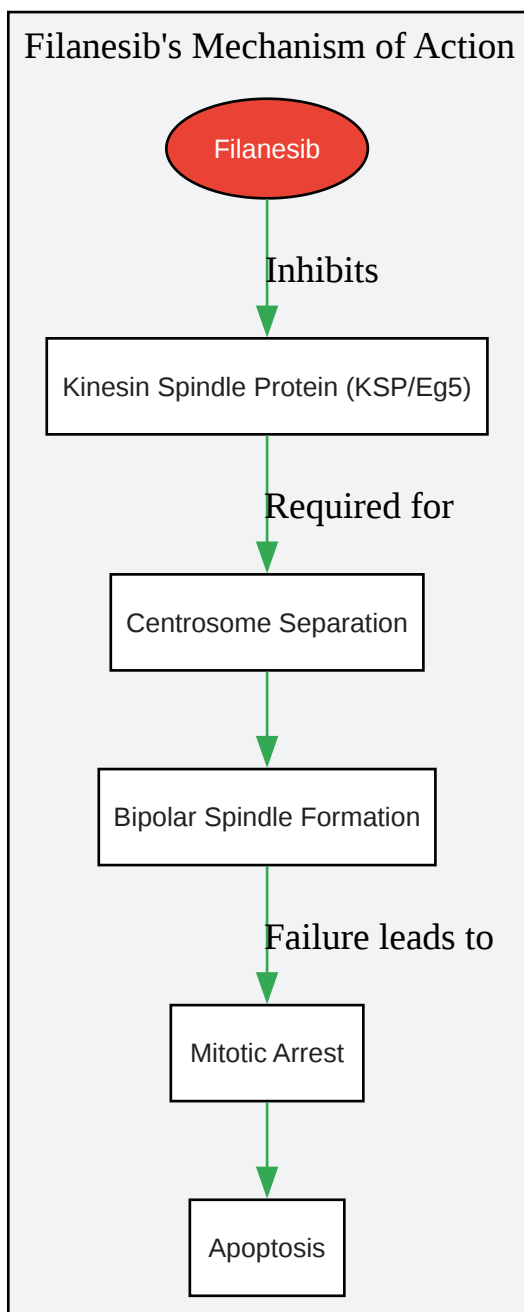 Filanesib's Mechanism of Action
Filanesib
Inhibits
Kinesin Spindle Protein (KSP/Eg5)
Required for
Centrosome Separation
Bipolar Spindle Formation
Failure leads to
Mitotic Arrest
Apoptosis